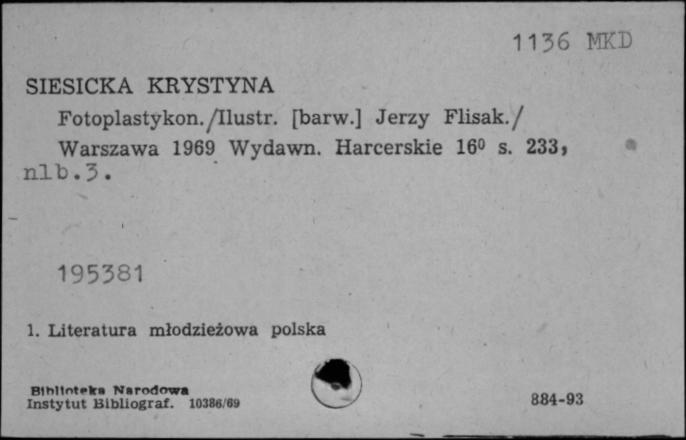 1136 MKD
SIESICKA KRYSTYNA
Fotoplastykon./Ilustr. [barw.] Jerzy Flisak./
Warszawa 1969 Wydawn. Harcerskie 16⁰ s. 233,
nlb.3.
195381
1. Literatura młodzieżowa polska
Biblioteka Narodowa
Instytut Bibliograf. 10386/69
884-93